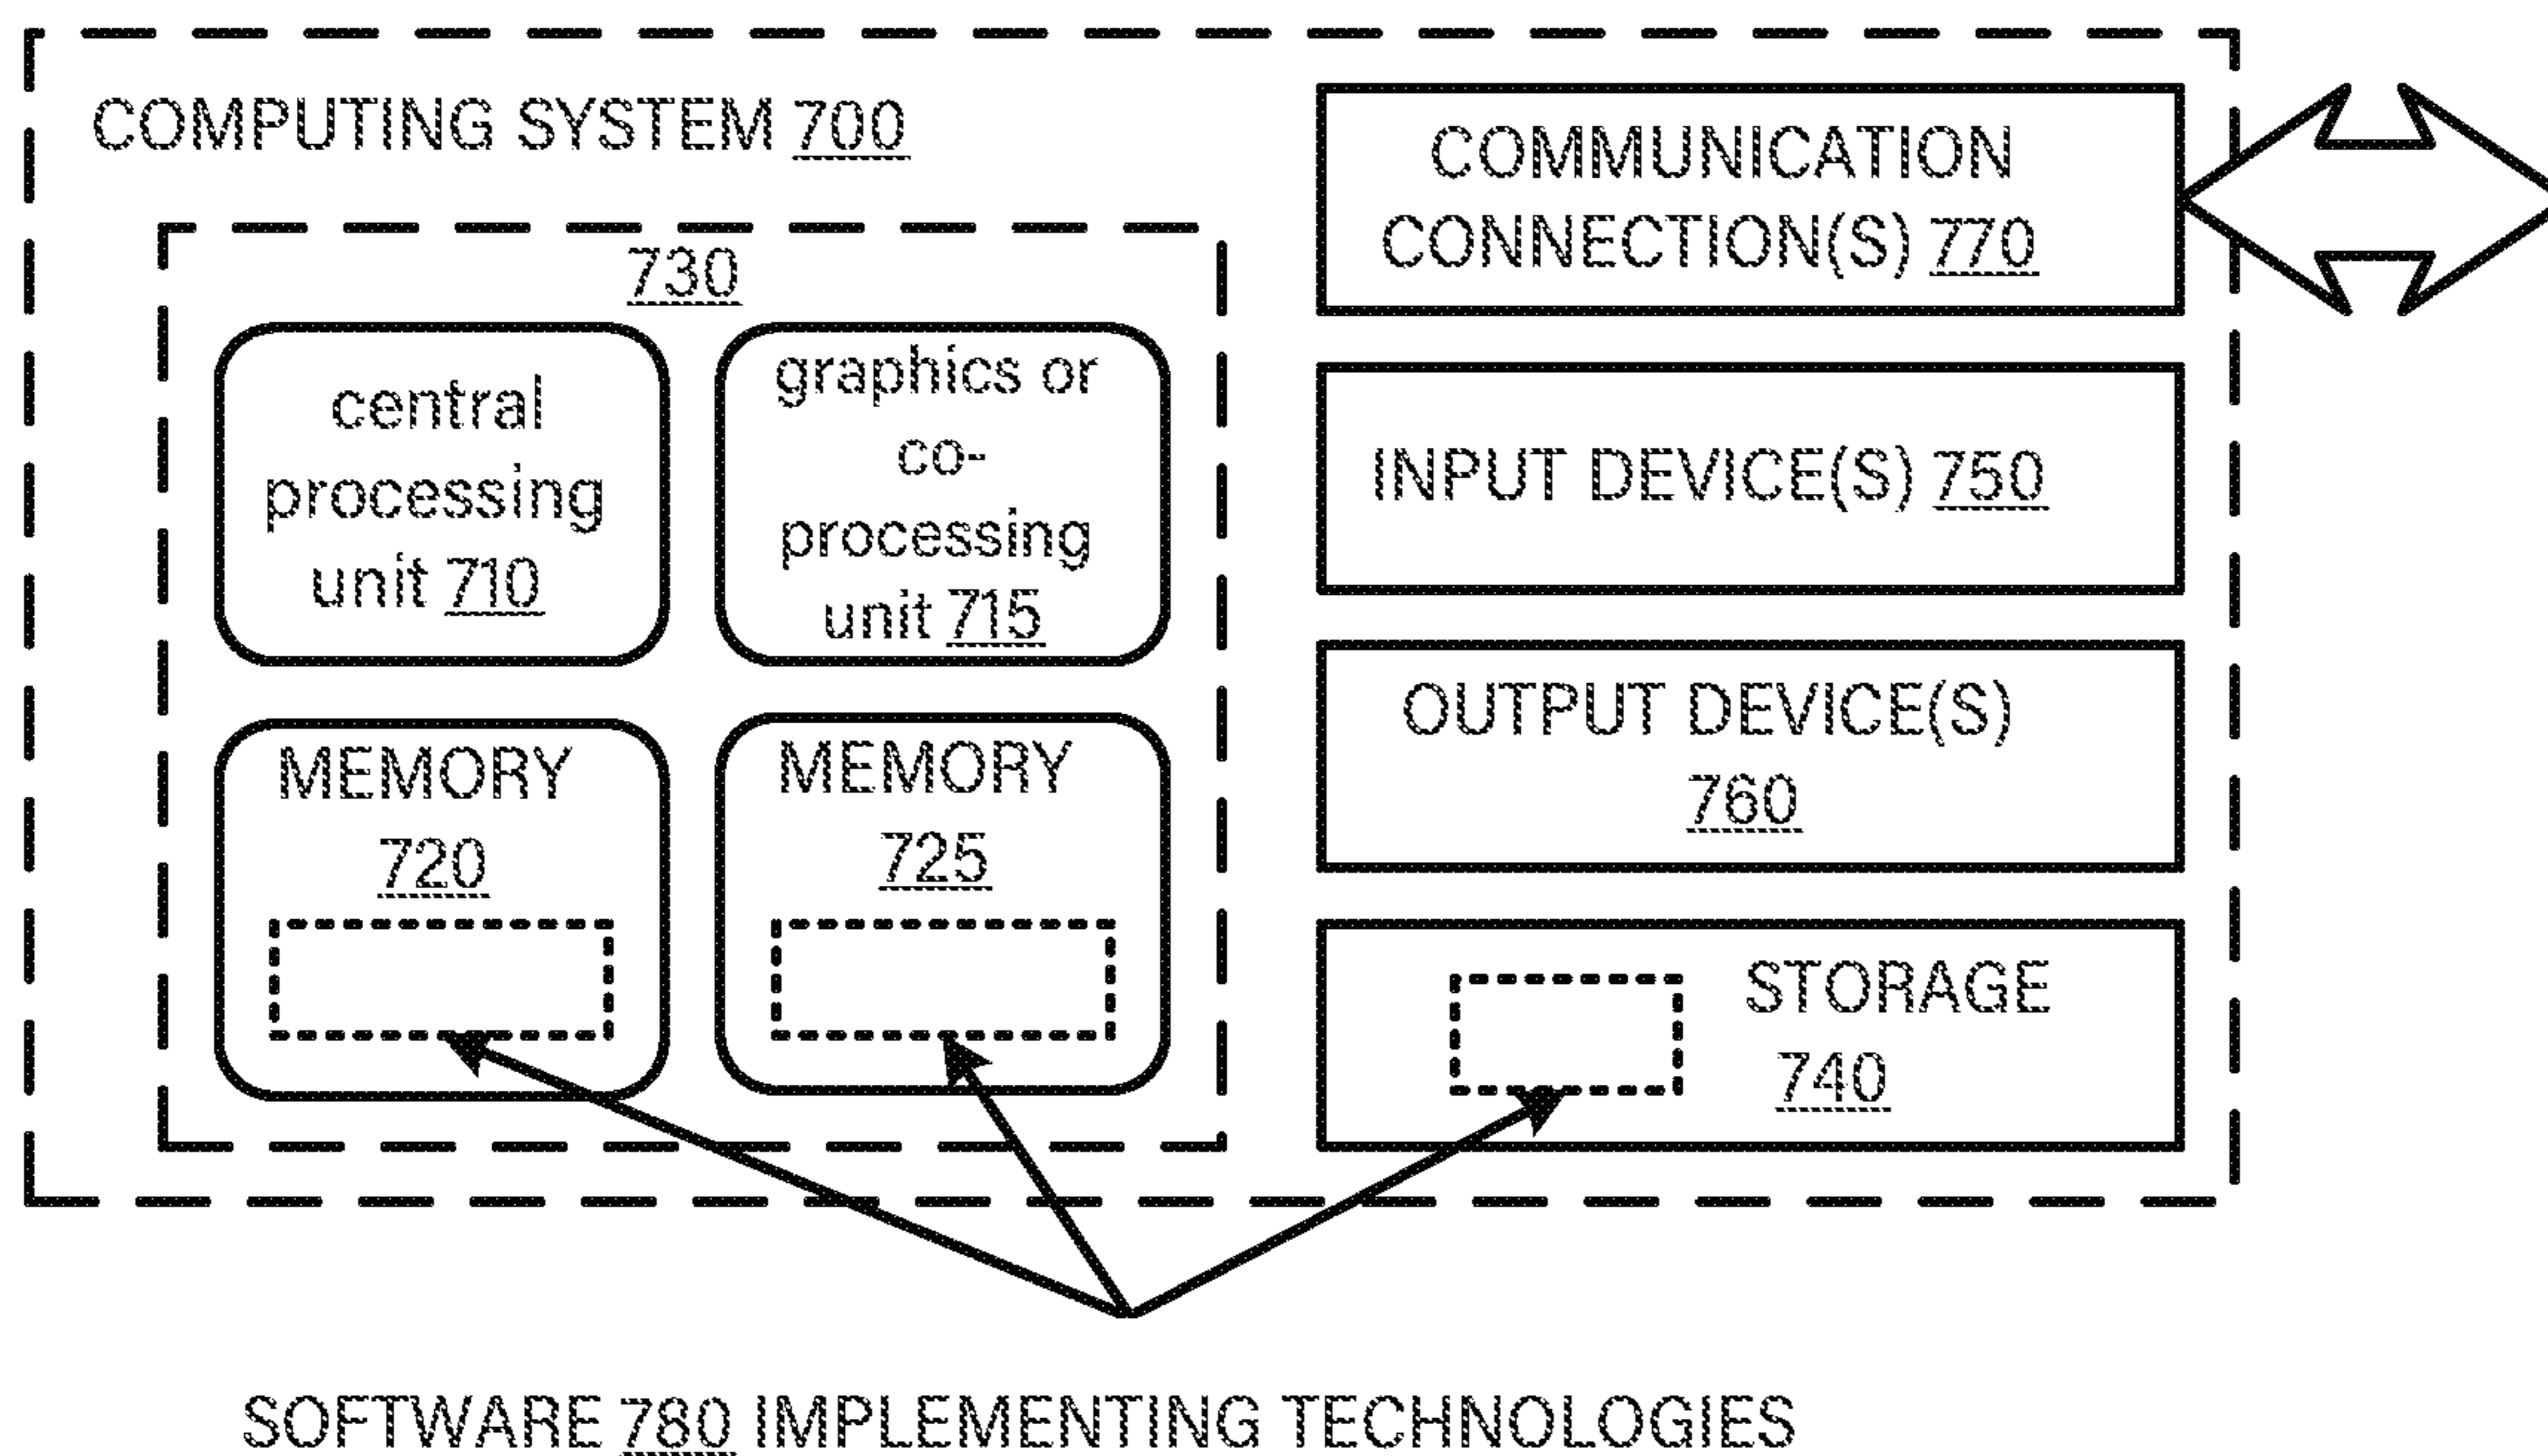 COMPUTING SYSTEM 700
730
central
processing
unit 710
graphics or
co-
processing
unit 715
MEMORY
720
MEMORY
725
COMMUNICATION
CONNECTION(S) 770
INPUT DEVICE(S) 750
OUTPUT DEVICE(S)
760
STORAGE
740
SOFTWARE 780 IMPLEMENTING TECHNOLOGIES